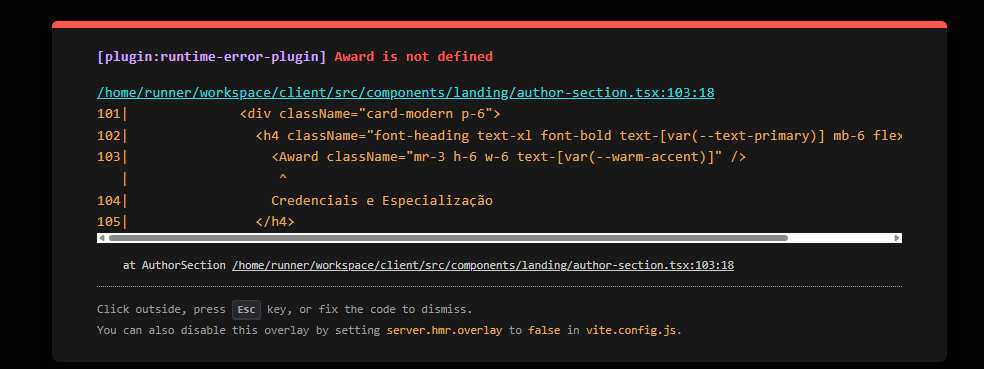 [plugin:runtime-error-plugin] Award is not defined
/home/runner/workspace/client/src/components/landing/author-section.tsx:103:18
101|              <div className="card-modern p-6">
102|                <h4 className="font-heading text-xl font-bold text-[var(--text-primary)] mb-6 flex
103|                  <Award className="mr-3 h-6 w-6 text-[var(--warm-accent)]" />
   |                   ^
104|                  Credenciais e Especialização
105|                </h4>
at AuthorSection /home/runner/workspace/client/src/components/landing/author-section.tsx:103:18
Click outside, press Esc key, or fix the code to dismiss.
You can also disable this overlay by setting server.hmr.overlay to false in vite.config.js.